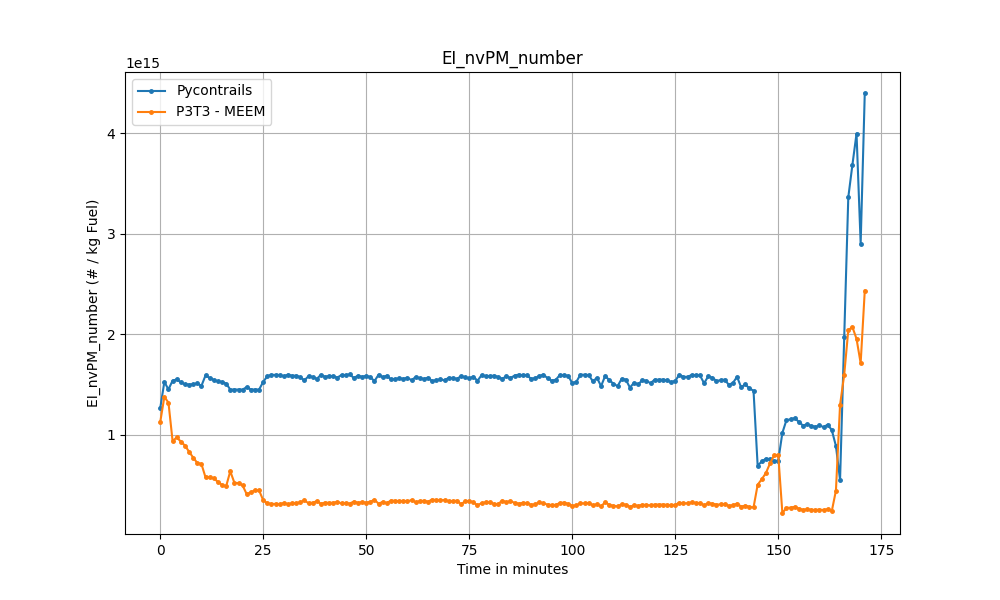 EI_nvPM_number
1e15
Pycontrails
P3T3 - MEEM
4
3
2
1
EI_nvPM_number (# / kg Fuel)
0 25 50 75 100 125 150 175
Time in minutes